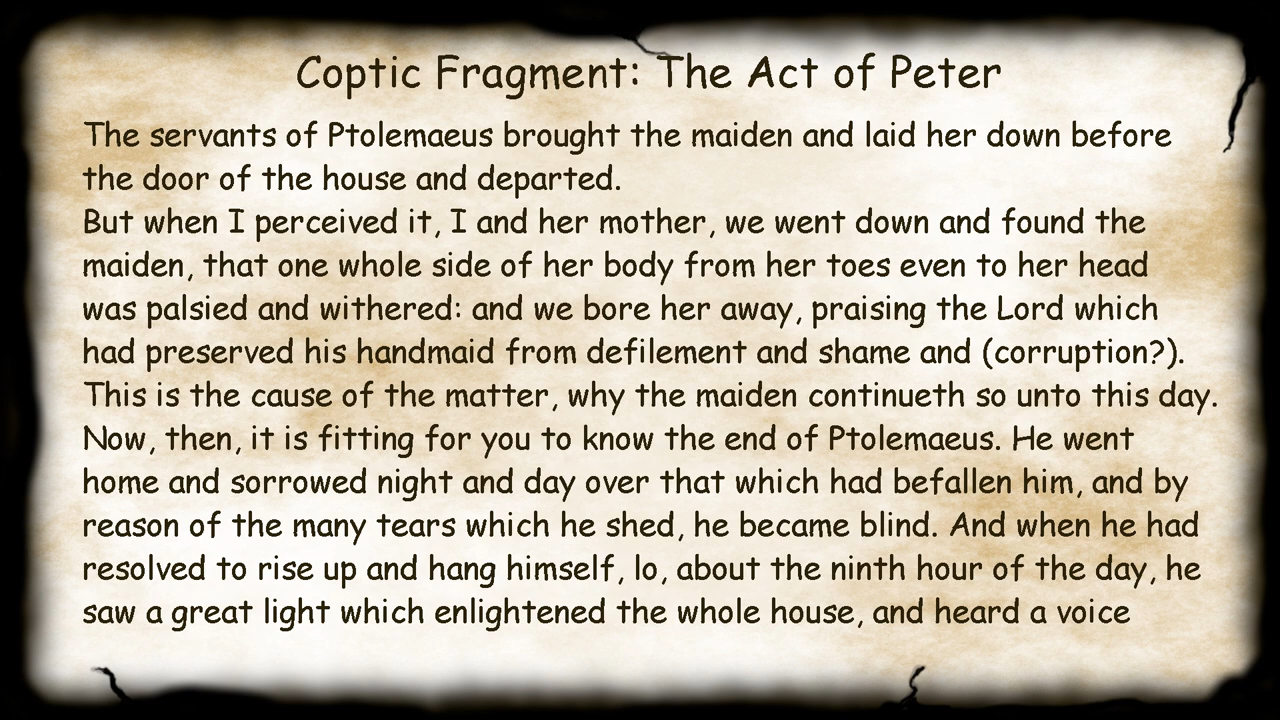 Coptic Fragment: The Act of Peter
The servants of Ptolemaeus brought the maiden and laid her down before
the door of the house and departed.
But when I perceived it, I and her mother, we went down and found the
maiden, that one whole side of her body from her toes even to her head
was palsied and withered: and we bore her away, praising the Lord which
had preserved his handmaid from defilement and shame and (corruption?).
This is the cause of the matter, why the maiden continueth so unto this day.
Now, then, it is fitting for you to know the end of Ptolemaeus. He went
home and sorrowed night and day over that which had befallen him, and by
reason of the many tears which he shed, he became blind. And when he had
resolved to rise up and hang himself, lo, about the ninth hour of the day, he
saw a great light which enlightened the whole house, and heard a voice